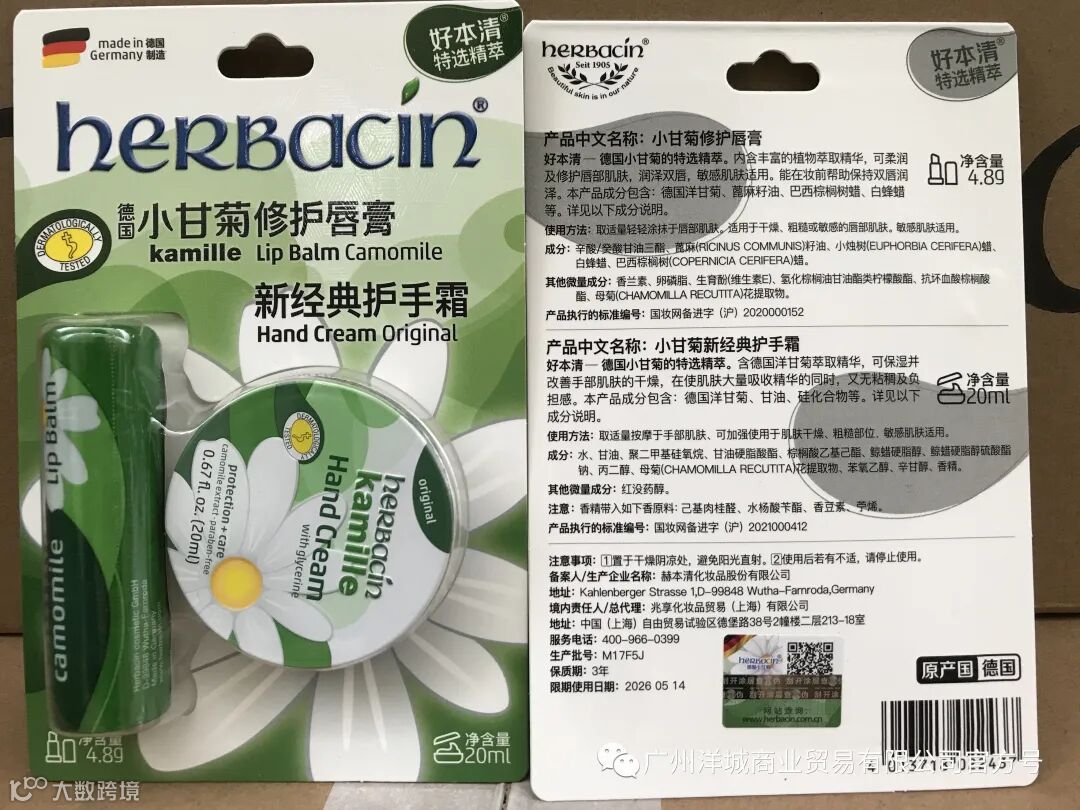 made in 德国
Germany 制造
好本清®
特选精萃
herbacin®
德国 小甘菊修护唇膏
kamille Lip Balm Camomile
DERMATOLOGICALLY
TESTED
新经典护手霜
Hand Cream Original
camomile Lip Balm
Herbacin cosmetic GmbH
D-99848 Wutha-Farnroda
Made in Germany
original
herbacin
kamille
Hand Cream
with glycerine
DERMATOLOGICALLY
TESTED
protection + care
camomile extract · paraben-free
0.67fl. oz. (20ml)
净含量
4.8g
净含量
20ml
herbacin®
Seit 1905
Beautiful skin is in our nature
好本清®
特选精萃
产品中文名称：小甘菊修护唇膏
好本清 — 德国小甘菊的特选精萃。内含丰富的植物萃取精华，可柔润
及修护唇部肌肤，润泽双唇，敏感肌肤适用。能在妆前帮助保持双唇润
泽。本产品成分包含：德国洋甘菊、蓖麻籽油、巴西棕榈树蜡、白蜂蜡
等。详见以下成分说明。
净含量
4.8g
使用方法：取适量轻轻涂抹于唇部肌肤。适用于干燥、粗糙或敏感的唇部肌肤。敏感肌肤适用。
成分：辛酸/癸酸甘油三酯、蓖麻(RICINUS COMMUNIS)籽油、小烛树(EUPHORBIA CERIFERA)蜡、
白蜂蜡、巴西棕榈树(COPERNICIA CERIFERA)蜡。
其他微量成分：香兰素、卵磷脂、生育酚(维生素E)、氢化棕榈油甘油酯类柠檬酸酯、抗坏血酸棕榈酸
酯、母菊(CHAMOMILLA RECUTITA)花提取物。
产品执行的标准编号：国妆网备进字（沪）2020000152
产品中文名称：小甘菊新经典护手霜
好本清 — 德国小甘菊的特选精萃。含德国洋甘菊萃取精华，可保湿并
改善手部肌肤的干燥，在使肌肤大量吸收精华的同时，又无粘稠及负
担感。本产品成分包含：德国洋甘菊、甘油、硅化合物等。详见以下
成分说明。
净含量
20ml
使用方法：取适量按摩于手部肌肤、可加强使用于肌肤干燥、粗糙部位，敏感肌肤适用。
成分：水、甘油、聚二甲基硅氧烷、甘油硬脂酸酯、棕榈酸乙基己酯、鲸蜡硬脂醇、鲸蜡硬脂醇硫酸酯
钠、丙二醇、母菊(CHAMOMILLA RECUTITA)花提取物、苯氧乙醇、辛甘醇、香精。
其他微量成分：红没药醇。
注意：香精带入如下香原料：己基肉桂醛、水杨酸苄酯、香豆素、苧烯。
产品执行的标准编号：国妆网备进字（沪）2021000412
注意事项：①置于干燥阴凉处，避免阳光直射。②使用后若有不适，请停止使用。
备案人/生产企业名称：赫本清化妆品股份有限公司
地址：Kahlenberger Strasse 1,D-99848 Wutha-Farnroda,Germany
境内责任人/总代理：兆享化妆品贸易（上海）有限公司
地址：中国（上海）自由贸易试验区德堡路38号2幢楼二层213-18室
服务电话：400-966-0399
生产批号：M17F5J
保质期：3年
限期使用日期：2026 05 14
herbacin
刮开涂层查
网站查询：
www.herbacin.com.cn
原产国 德国
广州洋城商业贸易有限公司官方号
大数跨境